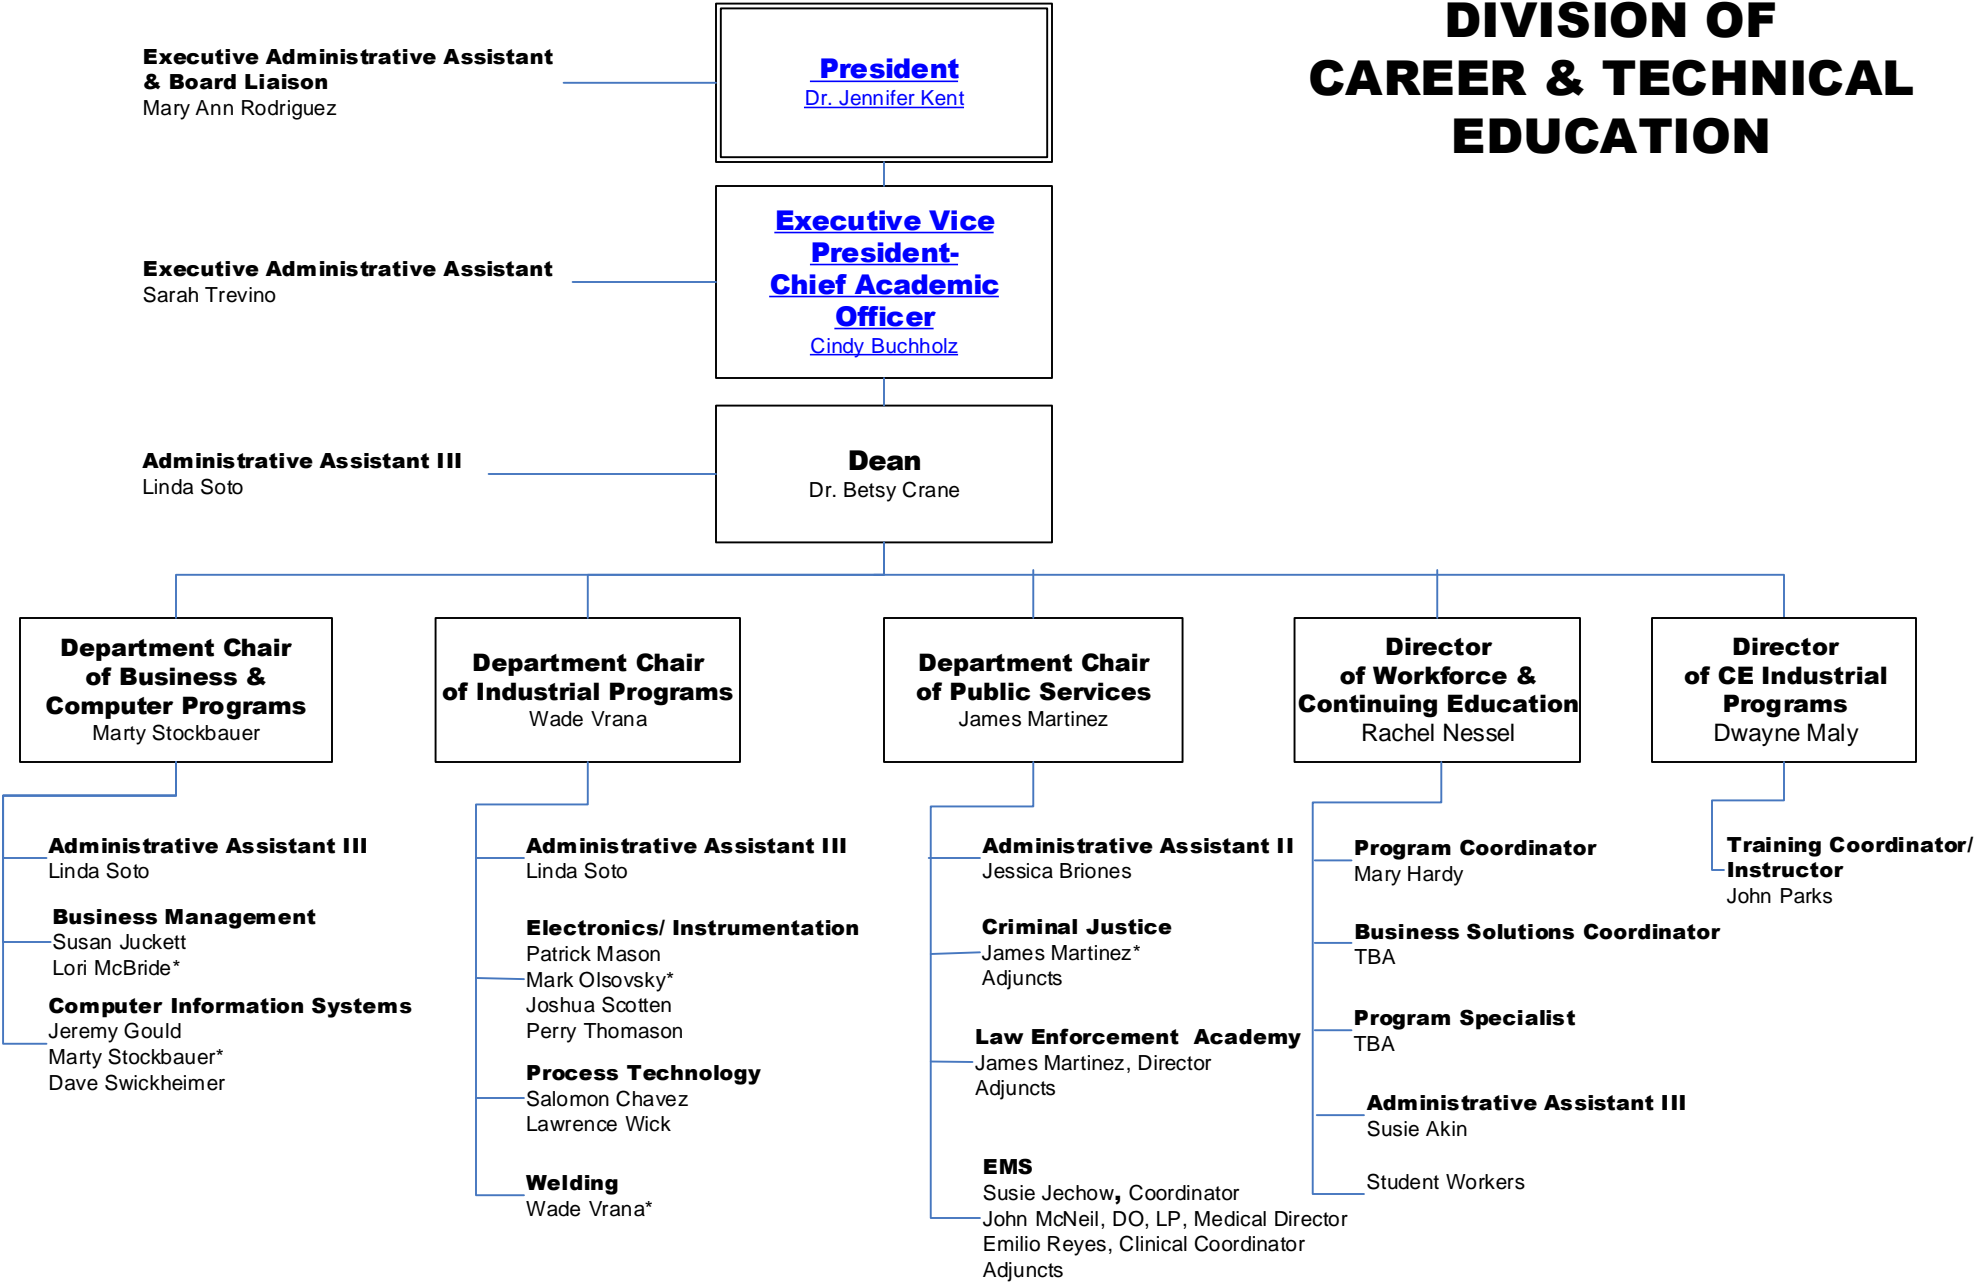 DIVISION OF
CAREER & TECHNICAL
EDUCATION
Executive Administrative Assistant
& Board Liaison
Mary Ann Rodriguez
President
Dr. Jennifer Kent
Executive Administrative Assistant
Sarah Trevino
Executive Vice
President-
Chief Academic
Officer
Cindy Buchholz
Administrative Assistant III
Linda Soto
Dean
Dr. Betsy Crane
Department Chair
of Business &
Computer Programs
Marty Stockbauer
Department Chair
of Industrial Programs
Wade Vrana
Department Chair
of Public Services
James Martinez
Director
of Workforce &
Continuing Education
Rachel Nessel
Director
of CE Industrial
Programs
Dwayne Maly
Administrative Assistant III
Linda Soto
Business Management
Susan Juckett
Lori McBride*
Computer Information Systems
Jeremy Gould
Marty Stockbauer*
Dave Swickheimer
Administrative Assistant III
Linda Soto
Electronics/ Instrumentation
Patrick Mason
Mark Olsovsky*
Joshua Scotten
Perry Thomason
Process Technology
Salomon Chavez
Lawrence Wick
Welding
Wade Vrana*
Administrative Assistant II
Jessica Briones
Criminal Justice
James Martinez*
Adjuncts
Law Enforcement Academy
James Martinez, Director
Adjuncts
EMS
Susie Jechow, Coordinator
John McNeil, DO, LP, Medical Director
Emilio Reyes, Clinical Coordinator
Adjuncts
Program Coordinator
Mary Hardy
Business Solutions Coordinator
TBA
Program Specialist
TBA
Administrative Assistant III
Susie Akin
Student Workers
Training Coordinator/
Instructor
John Parks